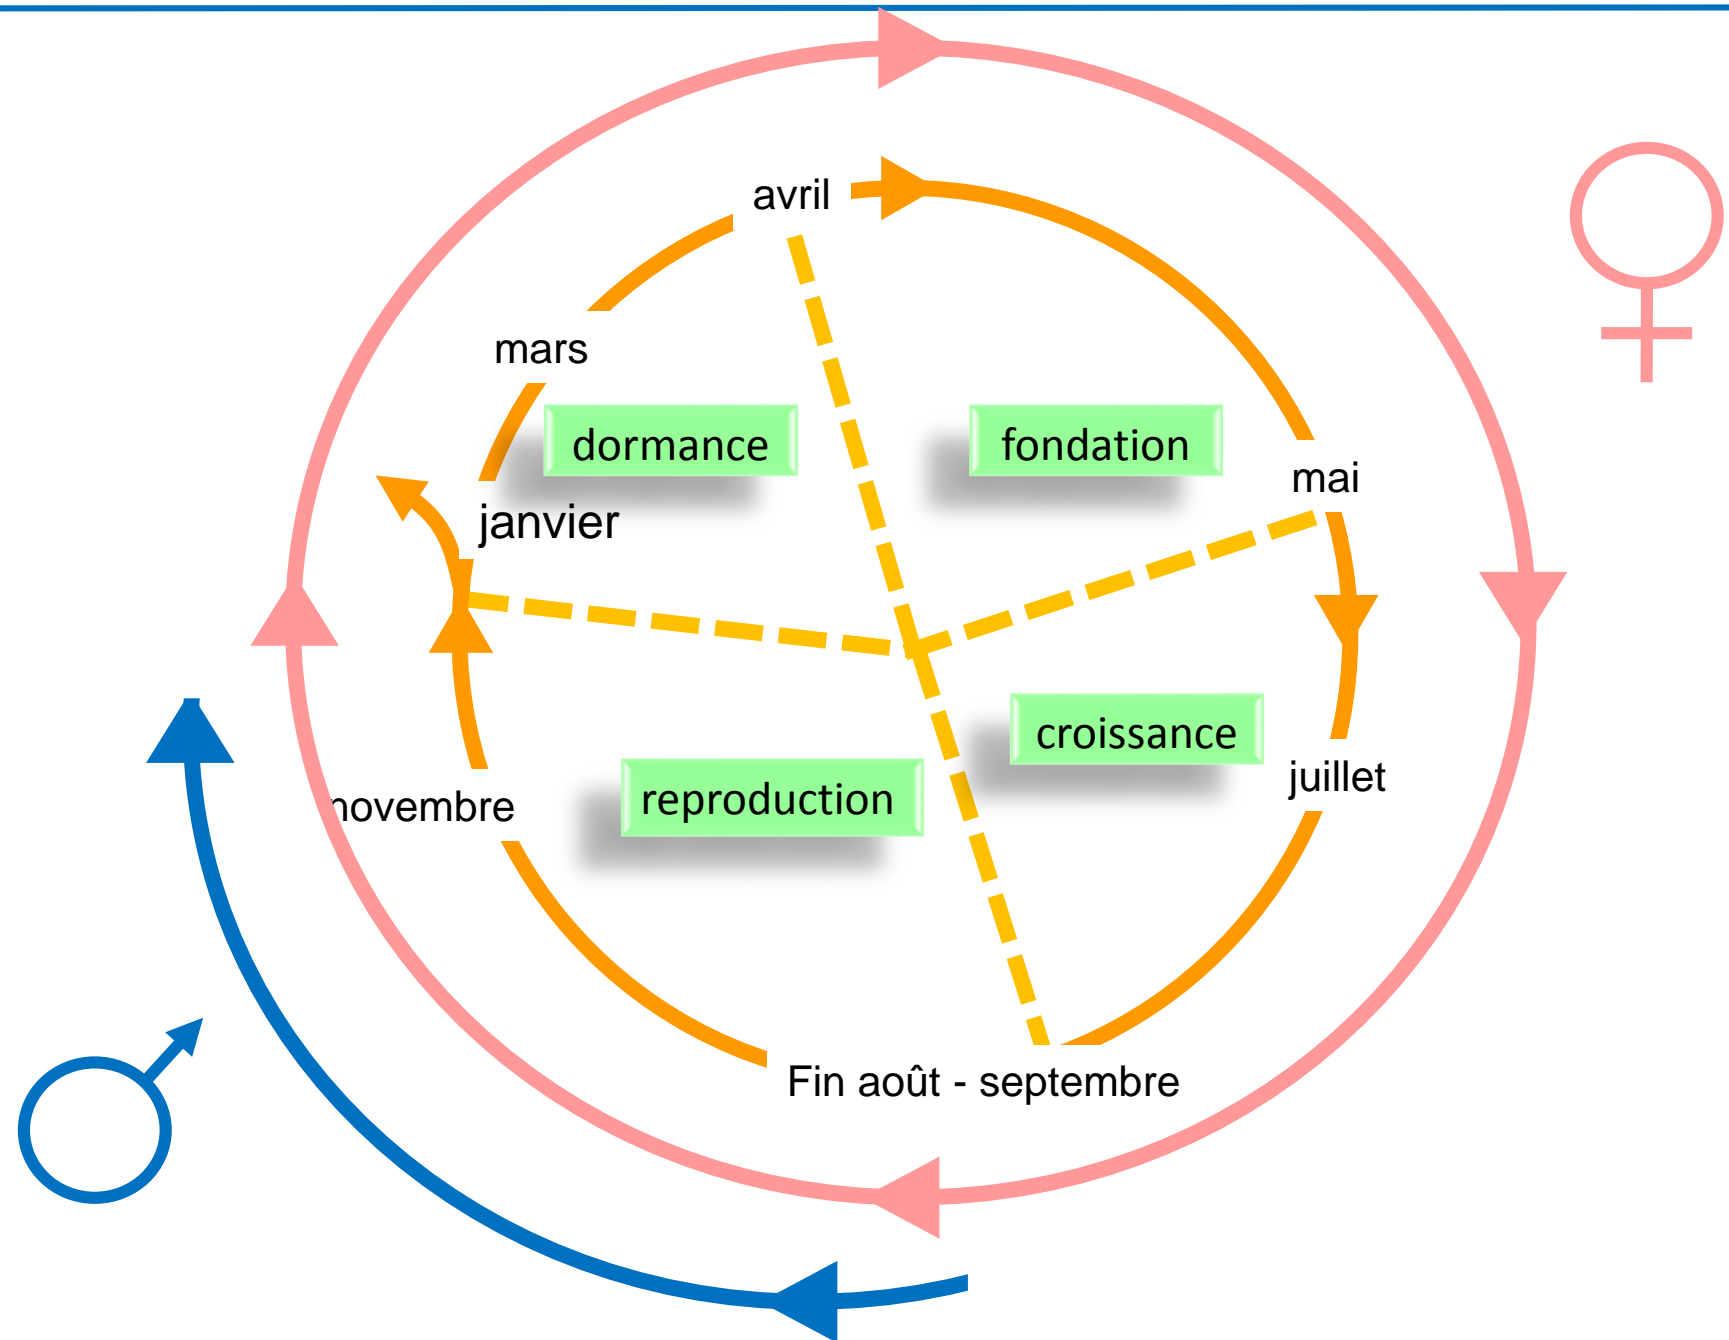 avril
mars
dormance
fondation
mai
janvier
croissance
juillet
reproduction
novembre
Fin août - septembre